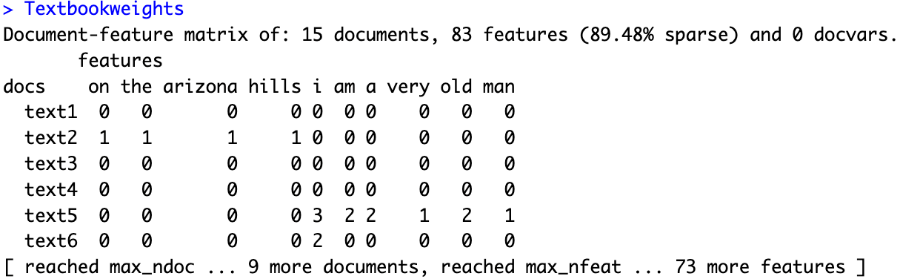 > Textbookweights
Document-feature matrix of: 15 documents, 83 features (89.48% sparse) and 0 docvars.
features
docs on the arizona hills i am a very old man
text1 0 0 0 0 0 0 0 0 0 0
text2 1 1 1 1 0 0 0 0 0 0
text3 0 0 0 0 0 0 0 0 0 0
text4 0 0 0 0 0 0 0 0 0 0
text5 0 0 0 0 3 2 2 1 2 1
text6 0 0 0 0 2 0 0 0 0 0
[ reached max_ndoc ... 9 more documents, reached max_nfeat ... 73 more features ]